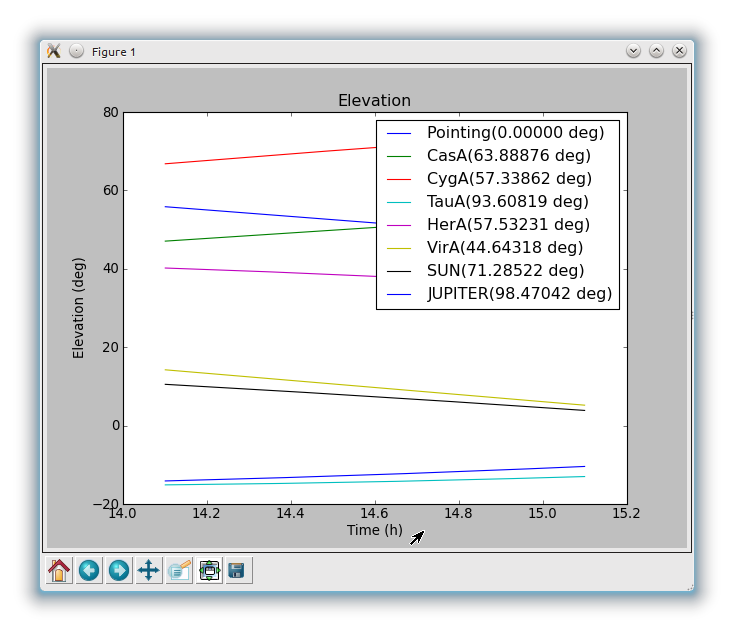 Figure 1
Elevation
80
60
40
20
0
−20
Elevation (deg)
Pointing(0.00000 deg)
CasA(63.88876 deg)
CygA(57.33862 deg)
TauA(93.60819 deg)
HerA(57.53231 deg)
VirA(44.64318 deg)
SUN(71.28522 deg)
JUPITER(98.47042 deg)
14.0 14.2 14.4 14.6 14.8 15.0 15.2
Time (h)